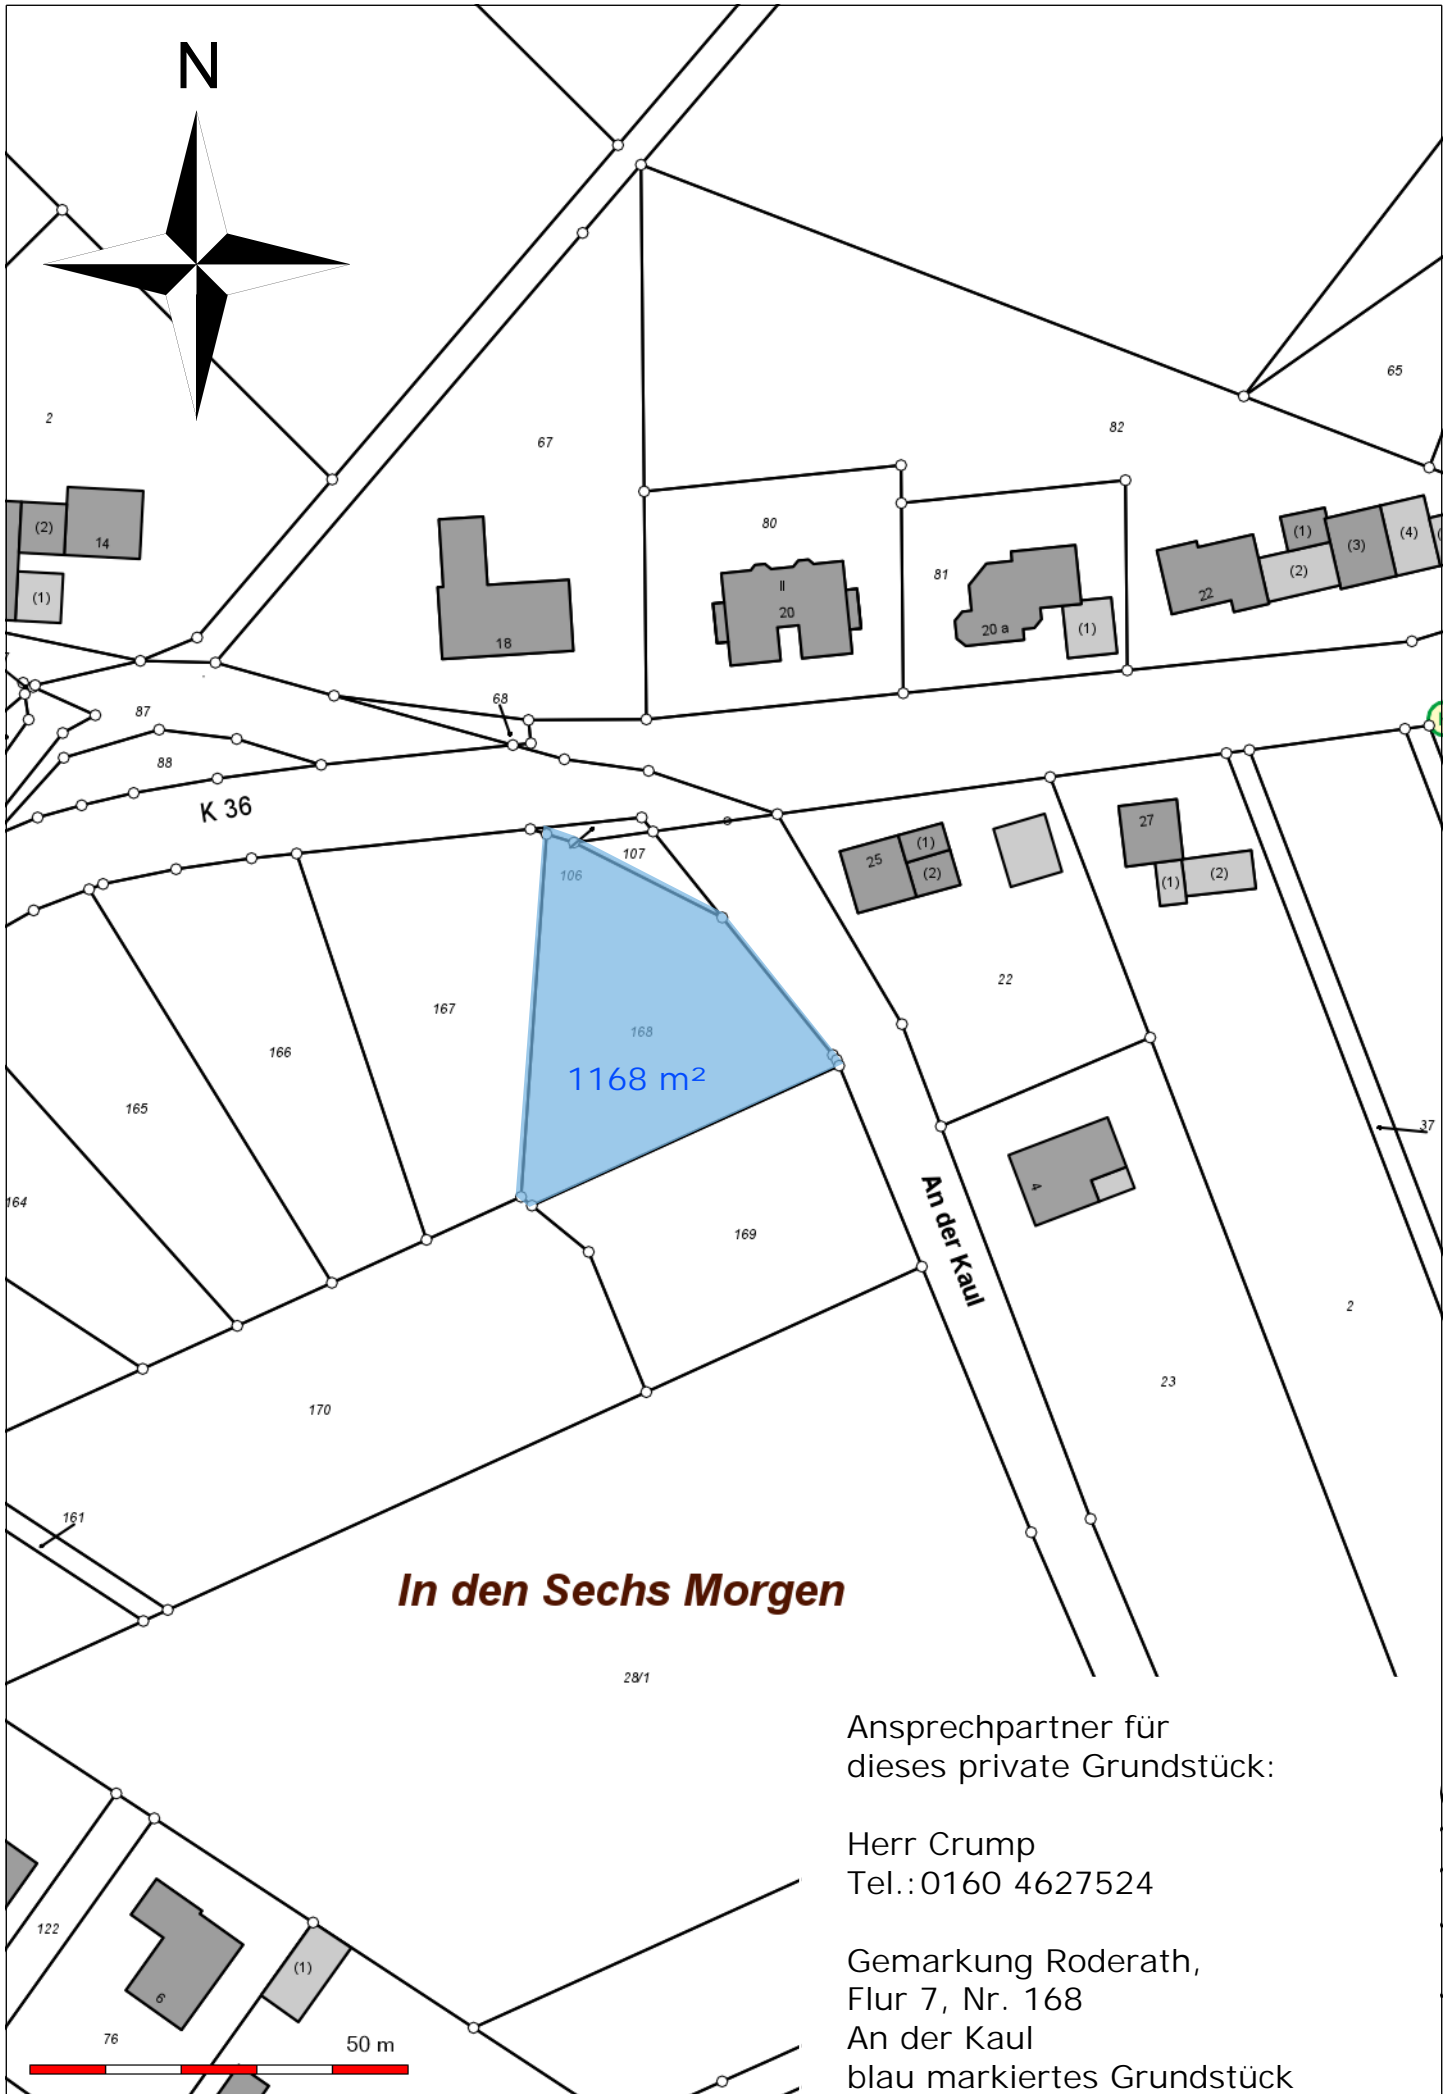 N
65
82
2
67
80
(1)
(3)
(4)
(2)
14
(2)
II
20
81
22
(1)
18
20 a
(1)
68
87
88
K 36
27
107
25
(1)
(2)
(1)
(2)
106
22
167
168
166
1168 m²
165
37
4
164
An der Kaul
169
2
23
170
161
In den Sechs Morgen
28/1
Ansprechpartner für
dieses private Grundstück:
Herr Crump
Tel.:0160 4627524
122
(1)
6
Gemarkung Roderath,
Flur 7, Nr. 168
76
50 m
An der Kaul
blau markiertes Grundstück